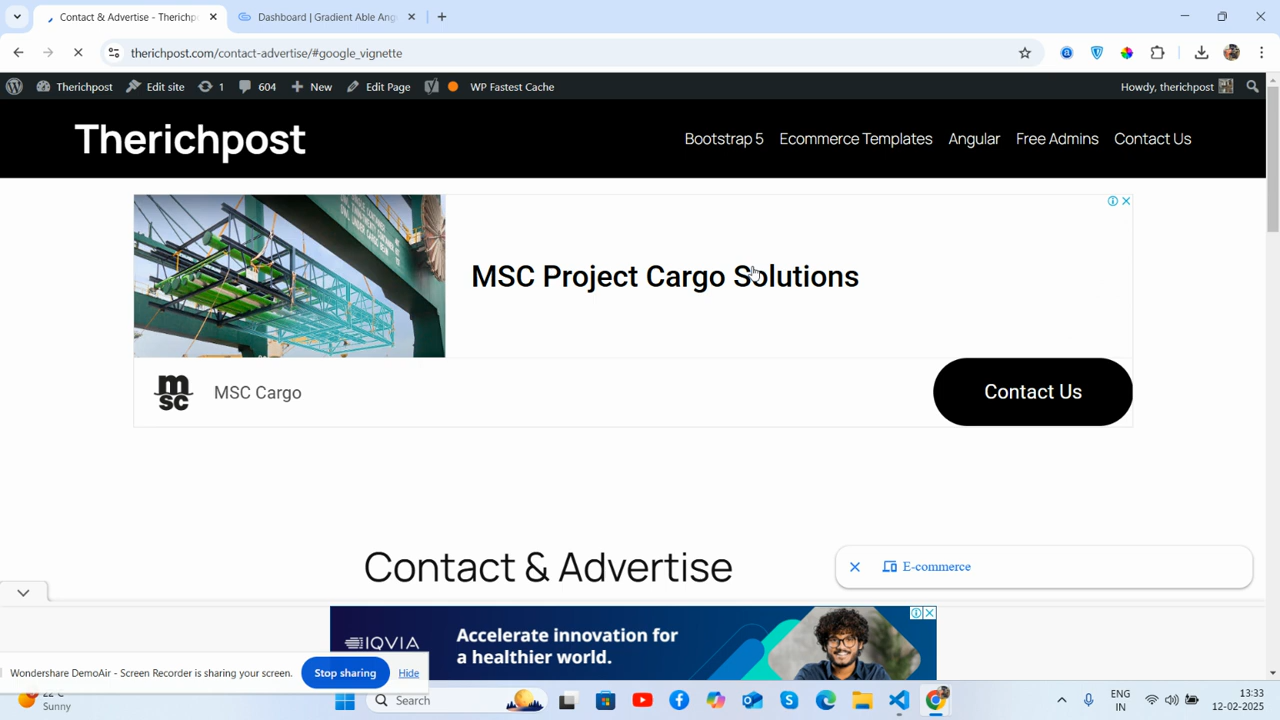 Contact & Advertise - Therichp
Dashboard | Gradient Able Ang
therichpost.com/contact-advertise/#google_vignette
Therichpost
Edit site
1
604
New
Edit Page
WP Fastest Cache
Howdy, therichpost
Therichpost
Bootstrap 5
Ecommerce Templates
Angular
Free Admins
Contact Us
MSC Project Cargo Solutions
msc
MSC Cargo
Contact Us
Contact & Advertise
E-commerce
IQVIA
Accelerate innovation for
a healthier world.
Wondershare DemoAir - Screen Recorder is sharing your screen.
Stop sharing
Hide
22°C
Sunny
Search
ENG
IN
13:33
12-02-2025